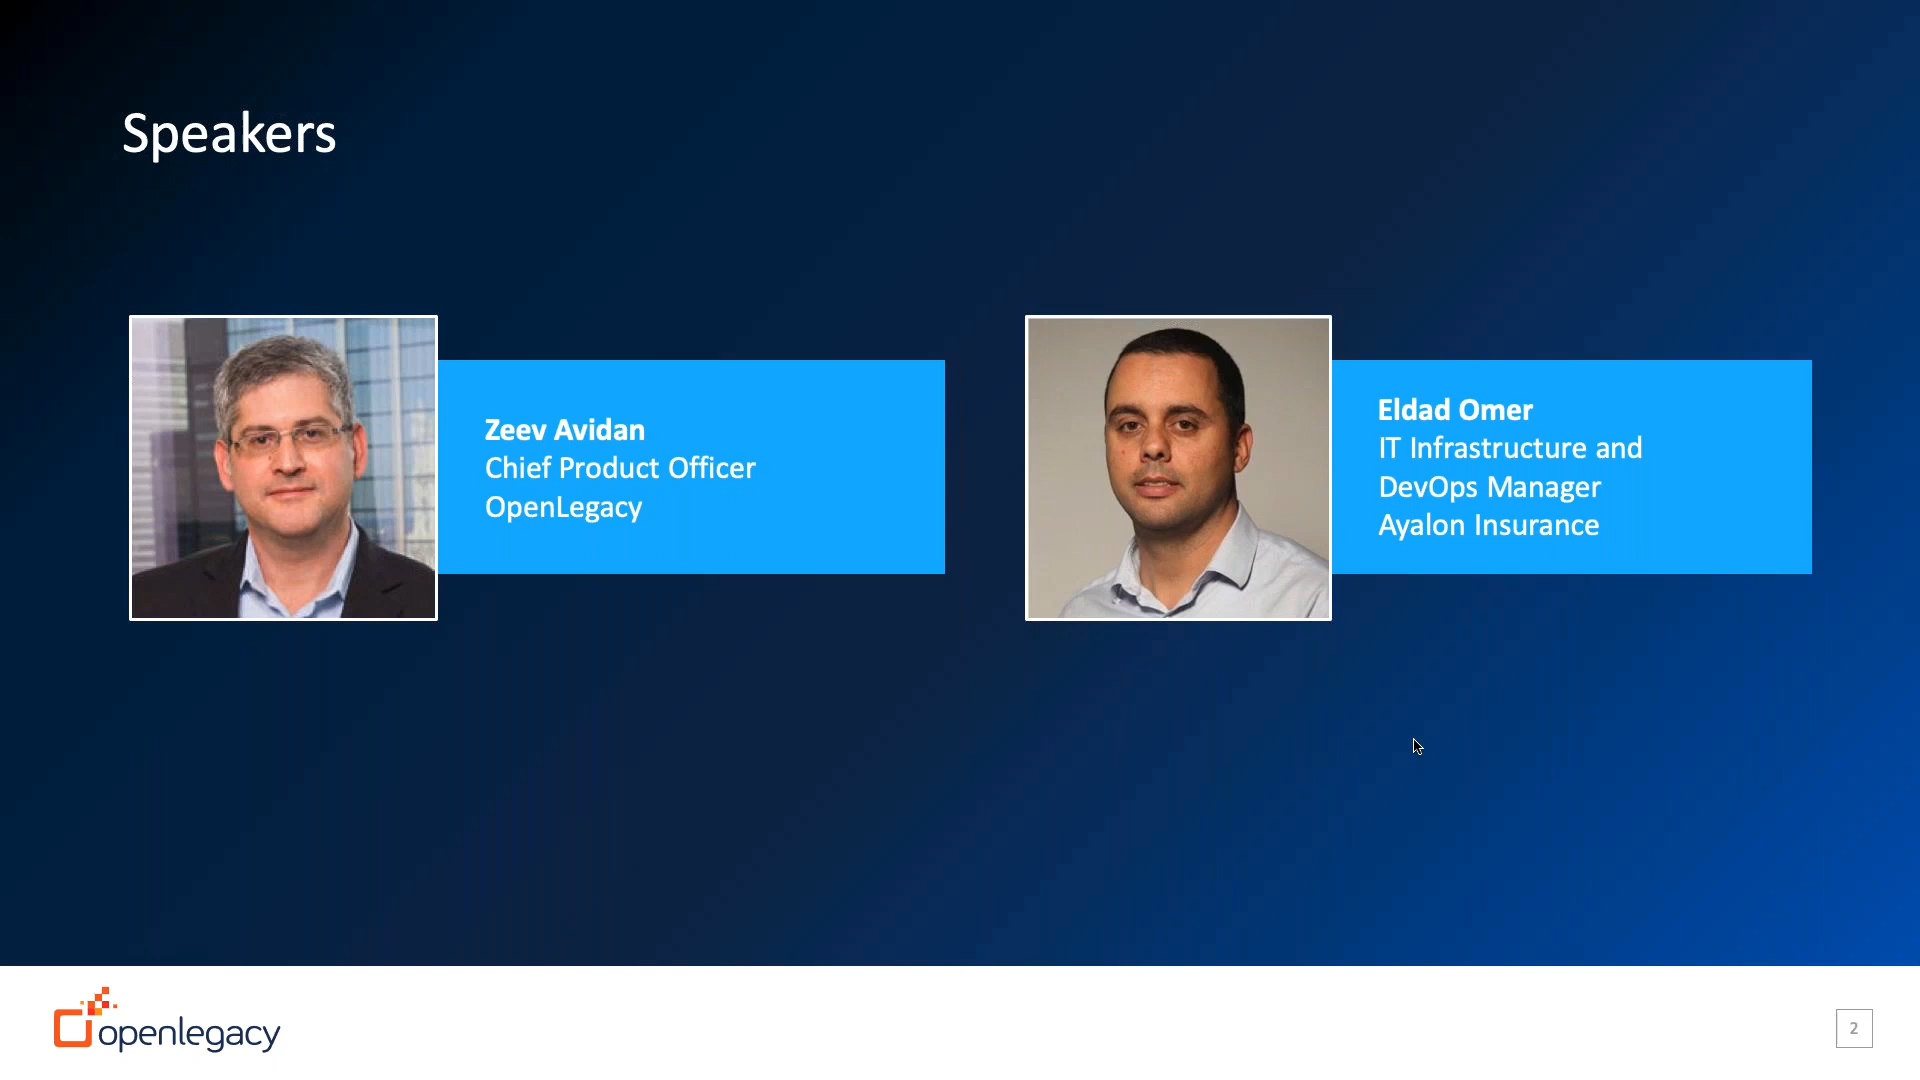 Speakers
Zeev Avidan
Chief Product Officer
OpenLegacy
Eldad Omer
IT Infrastructure and
DevOps Manager
Ayalon Insurance
openlegacy
2